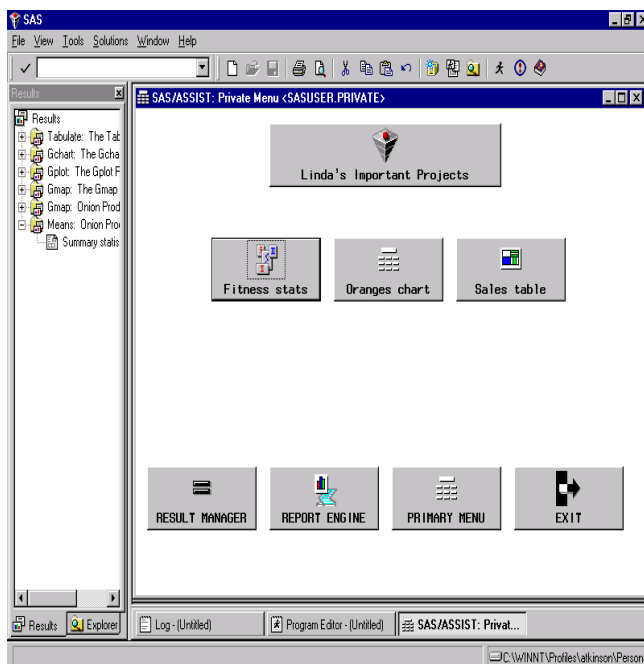 SAS
File View Tools Solutions Window Help
Results
SAS/ASSIST: Private Menu <SASUSER.PRIVATE>
Results
Tabulate: The Tab
Gchart: The Gcha
Gplot: The Gplot F
Gmap: The Gmap
Gmap: Onion Prod
Means: Onion Pro
Summary statis
Linda's Important Projects
Fitness stats
Oranges chart
Sales table
RESULT MANAGER
REPORT ENGINE
PRIMARY MENU
EXIT
Results
Explorer
Log - (Untitled)
Program Editor - (Untitled)
SAS/ASSIST: Privat...
C:\WINNT\Profiles\atkinson\Person